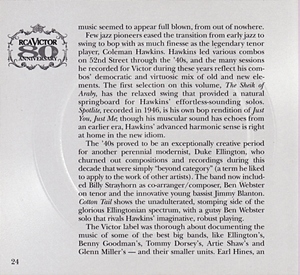 RCA VICTOR
80
ANNIVERSARY
music seemed to appear full blown, from out of nowhere.
Few jazz pioneers eased the transition from early jazz to
swing to bop with as much finesse as the legendary tenor
player, Coleman Hawkins. Hawkins led various combos
on 52nd Street through the '40s, and the many sessions
he recorded for Victor during these years reflect his com-
bos' democratic and virtuosic mix of old and new ele-
ments. The first selection on this volume, The Sheik of
Araby, has the relaxed swing that provided a natural
springboard for Hawkins' effortless-sounding solos.
Spotlite, recorded in 1946, is his own bop rendition of Just
You, Just Me; though his muscular sound has echoes from
an earlier era, Hawkins' advanced harmonic sense is right
at home in the new idiom.
The '40s proved to be an exceptionally creative period
for another perennial modernist, Duke Ellington, who
churned out compositions and recordings during this
decade that were simply "beyond category" (a term he liked
to apply to the work of other artists). The band now includ-
ed Billy Strayhorn as co-arranger/composer, Ben Webster
on tenor and the innovative young bassist Jimmy Blanton.
Cotton Tail shows the unadulterated, stomping side of the
glorious Ellingtonian spectrum, with a gutsy Ben Webster
solo that rivals Hawkins' imaginative, robust playing.
The Victor label was thorough about documenting the
music of some of the best big bands, like Ellington's,
Benny Goodman's, Tommy Dorsey's, Artie Shaw's and
Glenn Miller's — and their smaller units. Earl Hines, an
24